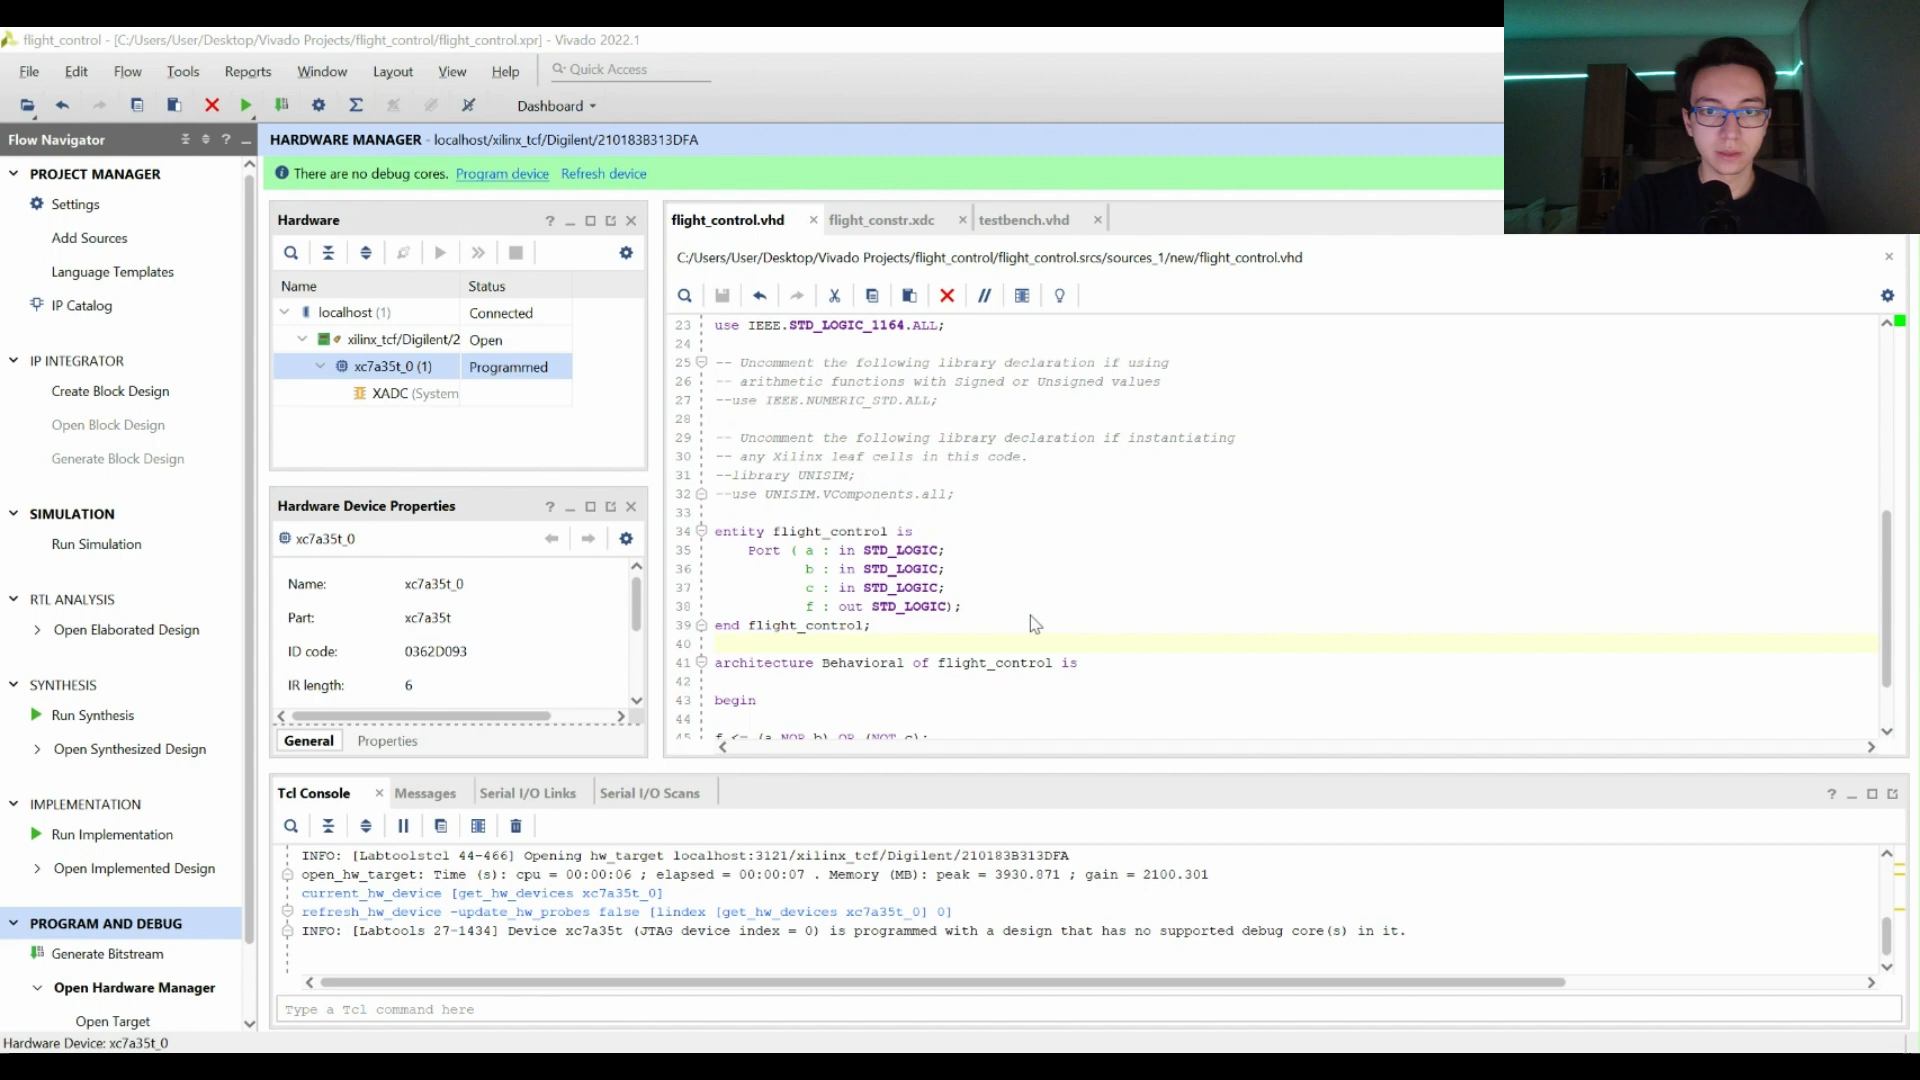 flight_control - [C:/Users/User/Desktop/Vivado Projects/flight_control/flight_control.xpr] - Vivado 2022.1
File Edit Flow Tools Reports Window Layout View Help Quick Access
Dashboard
Flow Navigator
PROJECT MANAGER
Settings
Add Sources
Language Templates
IP Catalog
IP INTEGRATOR
Create Block Design
Open Block Design
Generate Block Design
SIMULATION
Run Simulation
RTL ANALYSIS
Open Elaborated Design
SYNTHESIS
Run Synthesis
Open Synthesized Design
IMPLEMENTATION
Run Implementation
Open Implemented Design
PROGRAM AND DEBUG
Generate Bitstream
Open Hardware Manager
Open Target
HARDWARE MANAGER - localhost/xilinx_tcf/Digilent/210183B313DFA
There are no debug cores. Program device Refresh device
Hardware
Name Status
localhost (1) Connected
xilinx_tcf/Digilent/2 Open
xc7a35t_0 (1) Programmed
XADC (System
Hardware Device Properties
xc7a35t_0
Name: xc7a35t_0
Part: xc7a35t
ID code: 0362D093
IR length: 6
General Properties
flight_control.vhd flight_constr.xdc testbench.vhd
C:/Users/User/Desktop/Vivado Projects/flight_control/flight_control.srcs/sources_1/new/flight_control.vhd
23 use IEEE.STD_LOGIC_1164.ALL;
24
25 -- Uncomment the following library declaration if using
26 -- arithmetic functions with Signed or Unsigned values
27 --use IEEE.NUMERIC_STD.ALL;
28
29 -- Uncomment the following library declaration if instantiating
30 -- any Xilinx leaf cells in this code.
31 --library UNISIM;
32 --use UNISIM.VComponents.all;
33
34 entity flight_control is
35 Port ( a : in STD_LOGIC;
36 b : in STD_LOGIC;
37 c : in STD_LOGIC;
38 f : out STD_LOGIC);
39 end flight_control;
40
41 architecture Behavioral of flight_control is
42
43 begin
44
45 f <= (a NOR b) OR (NOT c);
Tcl Console Messages Serial I/O Links Serial I/O Scans
INFO: [Labtoolstcl 44-466] Opening hw_target localhost:3121/xilinx_tcf/Digilent/210183B313DFA
open_hw_target: Time (s): cpu = 00:00:06 ; elapsed = 00:00:07 . Memory (MB): peak = 3930.871 ; gain = 2100.301
current_hw_device [get_hw_devices xc7a35t_0]
refresh_hw_device -update_hw_probes false [lindex [get_hw_devices xc7a35t_0] 0]
INFO: [Labtools 27-1434] Device xc7a35t (JTAG device index = 0) is programmed with a design that has no supported debug core(s) in it.
Type a Tcl command here
Hardware Device: xc7a35t_0